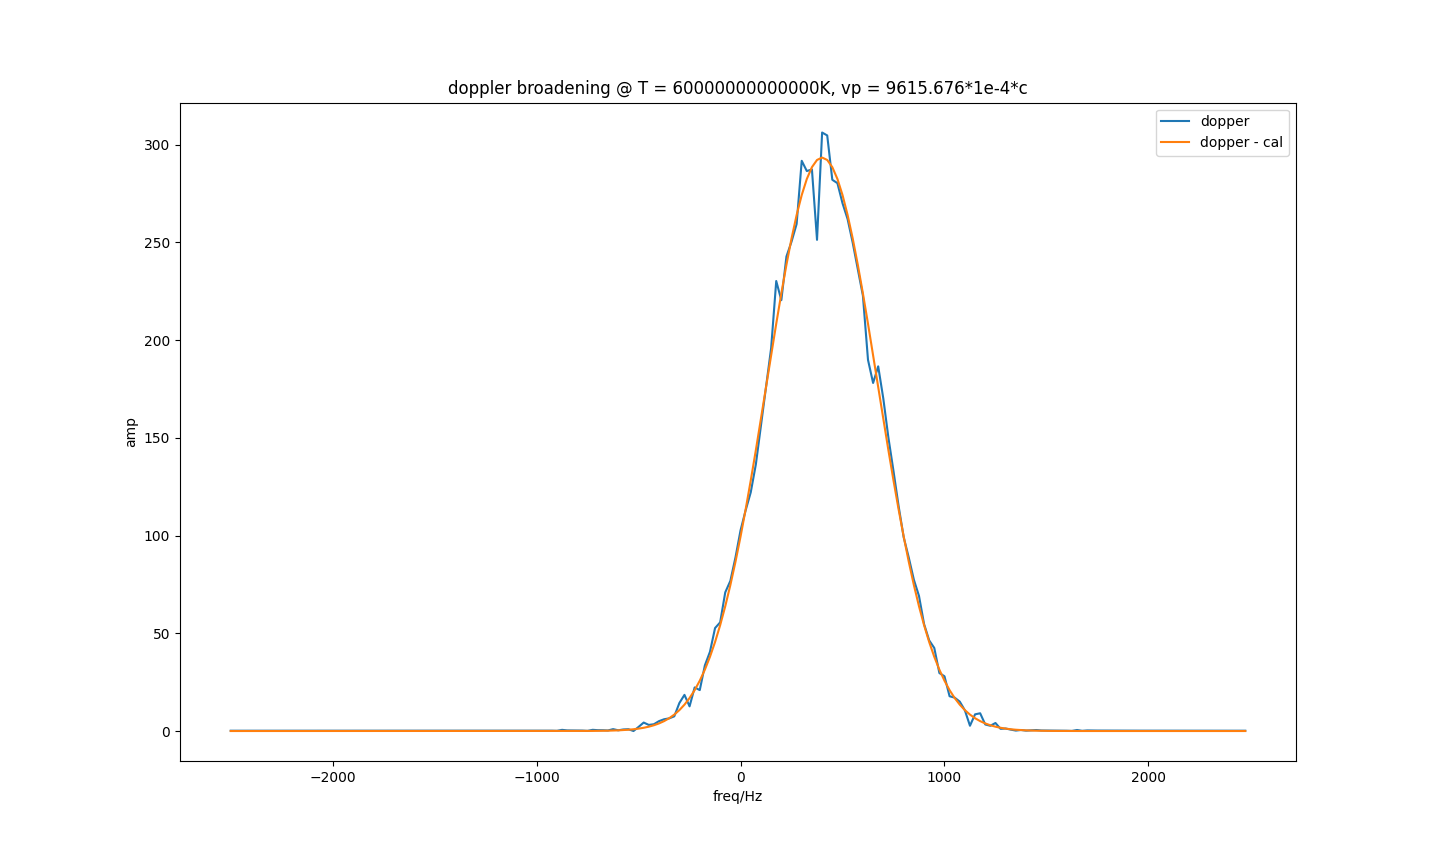 doppler broadening @ T = 60000000000000K, vp = 9615.676*1e-4*c
dopper
dopper - cal
300
250
200
150
100
50
0
amp
−2000
−1000
0
1000
2000
freq/Hz